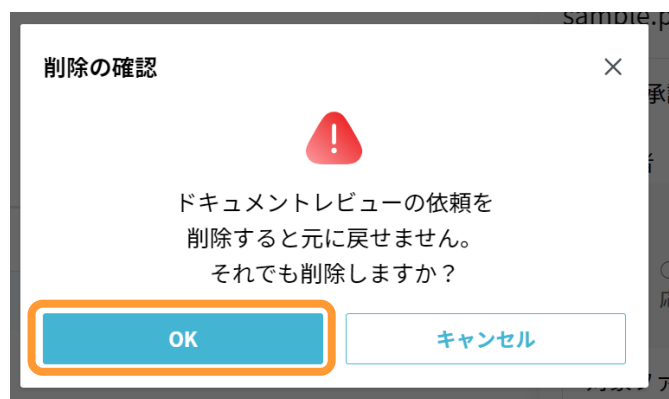 sample.p
削除の確認
ドキュメントレビューの依頼を
削除すると元に戻せません。
それでも削除しますか？
OK
キャンセル